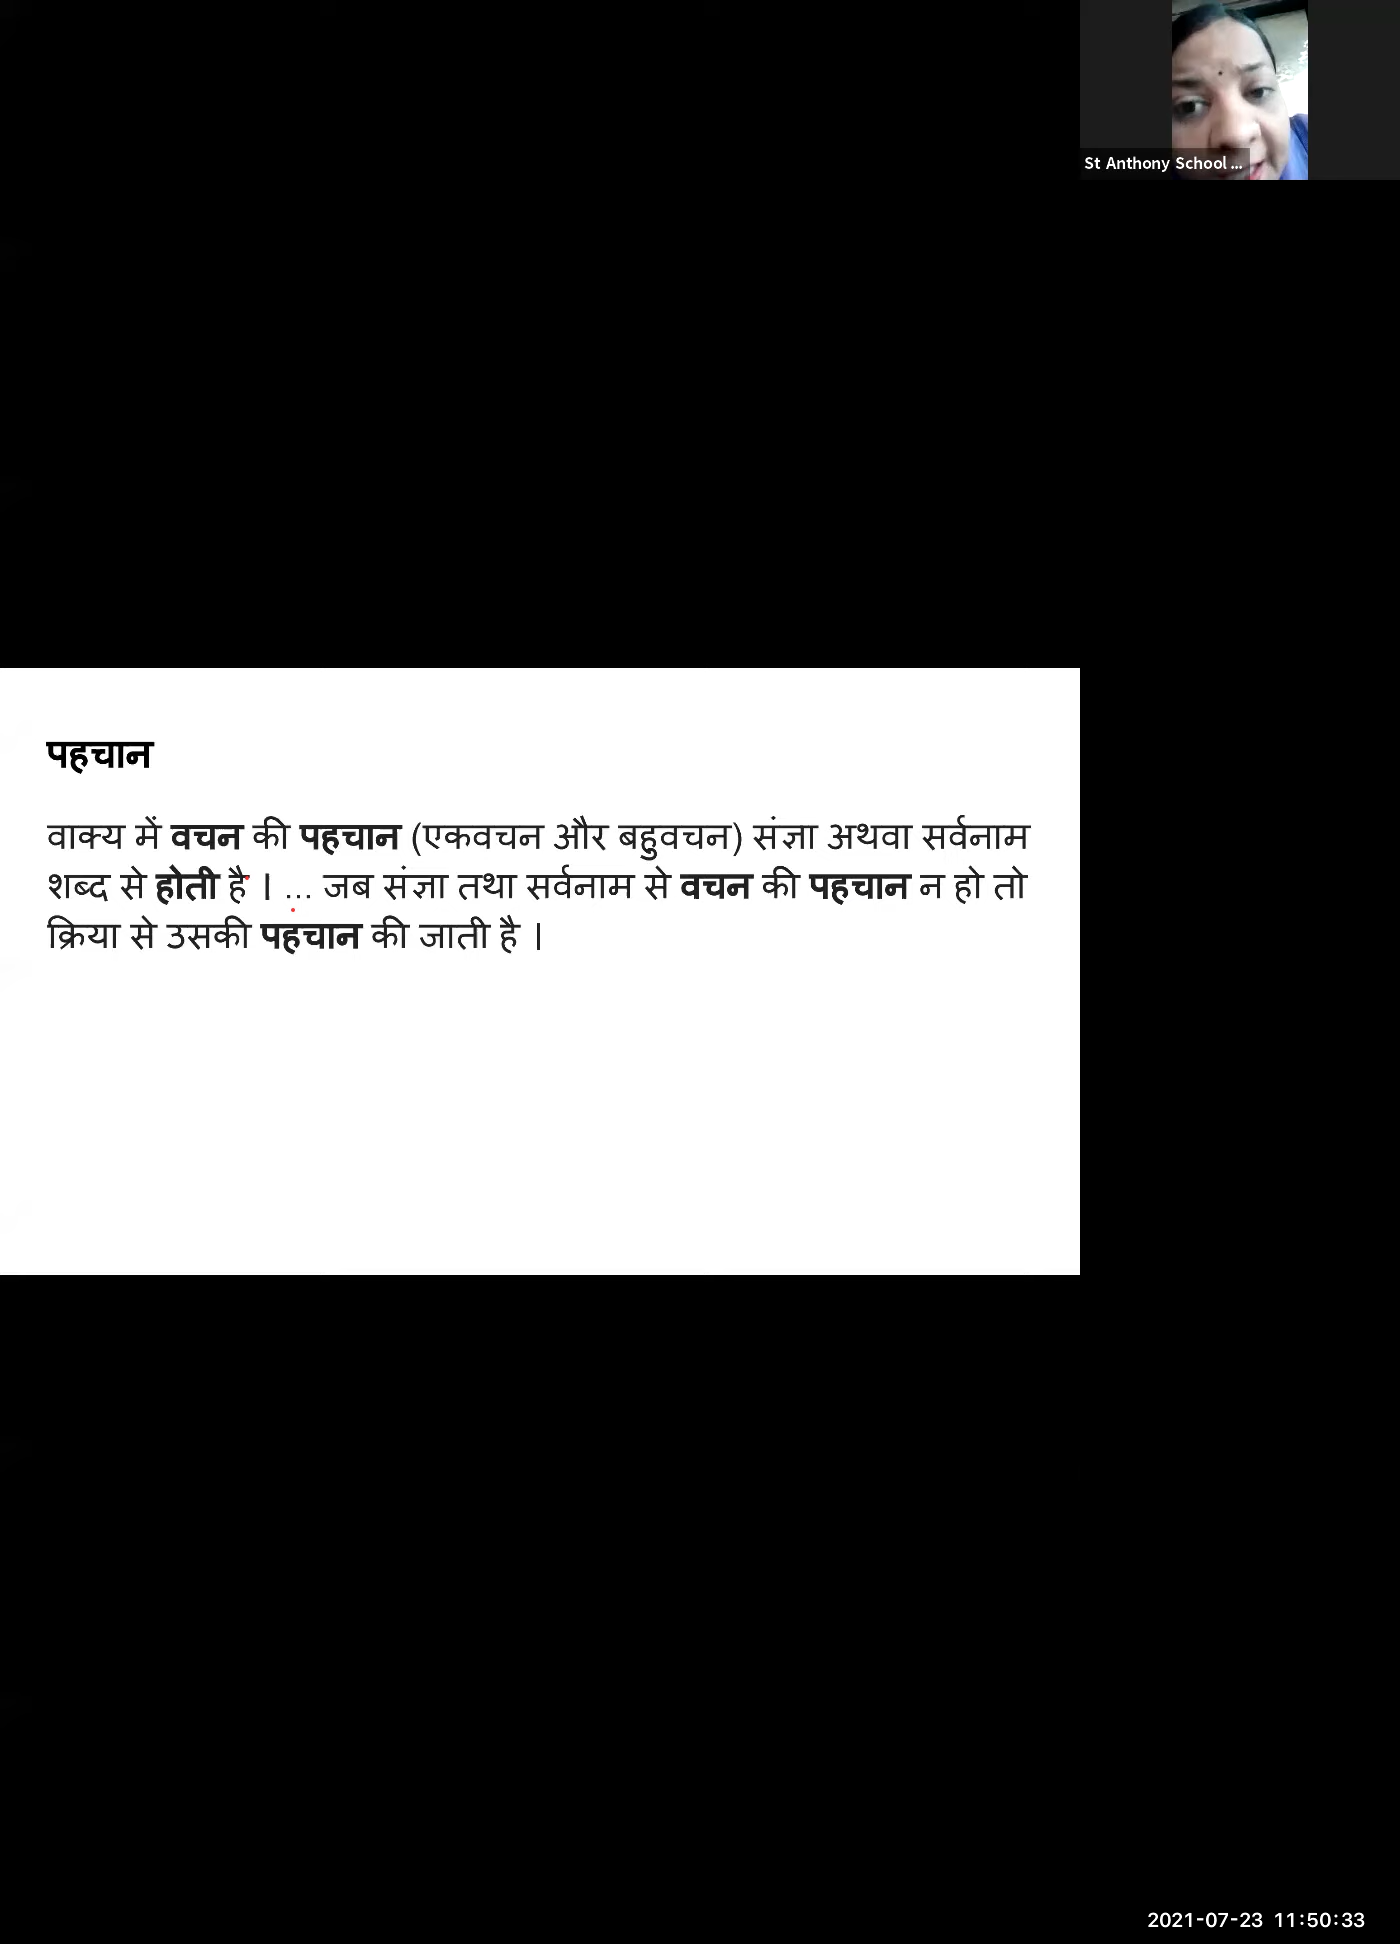 St Anthony School ...
पहचान
वाक्य में वचन की पहचान (एकवचन और बहुवचन) संज्ञा अथवा सर्वनाम
शब्द से होती है । ... जब संज्ञा तथा सर्वनाम से वचन की पहचान न हो तो
क्रिया से उसकी पहचान की जाती है ।
2021-07-23 11:50:33